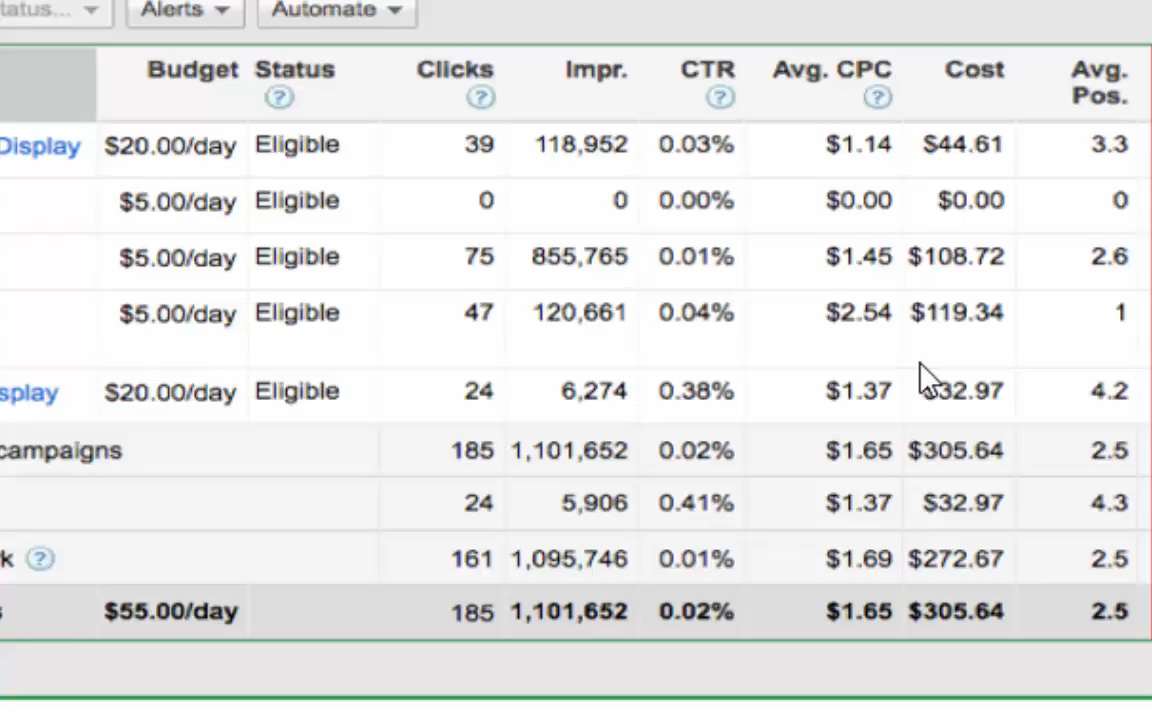 tatus... Alerts Automate
Budget Status Clicks Impr. CTR Avg. CPC Cost Avg.
? ? ? ? Pos.
Display $20.00/day Eligible 39 118,952 0.03% $1.14 $44.61 3.3
$5.00/day Eligible 0 0 0.00% $0.00 $0.00 0
$5.00/day Eligible 75 855,765 0.01% $1.45 $108.72 2.6
$5.00/day Eligible 47 120,661 0.04% $2.54 $119.34 1
splay $20.00/day Eligible 24 6,274 0.38% $1.37 $32.97 4.2
campaigns 185 1,101,652 0.02% $1.65 $305.64 2.5
24 5,906 0.41% $1.37 $32.97 4.3
k ? 161 1,095,746 0.01% $1.69 $272.67 2.5
s $55.00/day 185 1,101,652 0.02% $1.65 $305.64 2.5